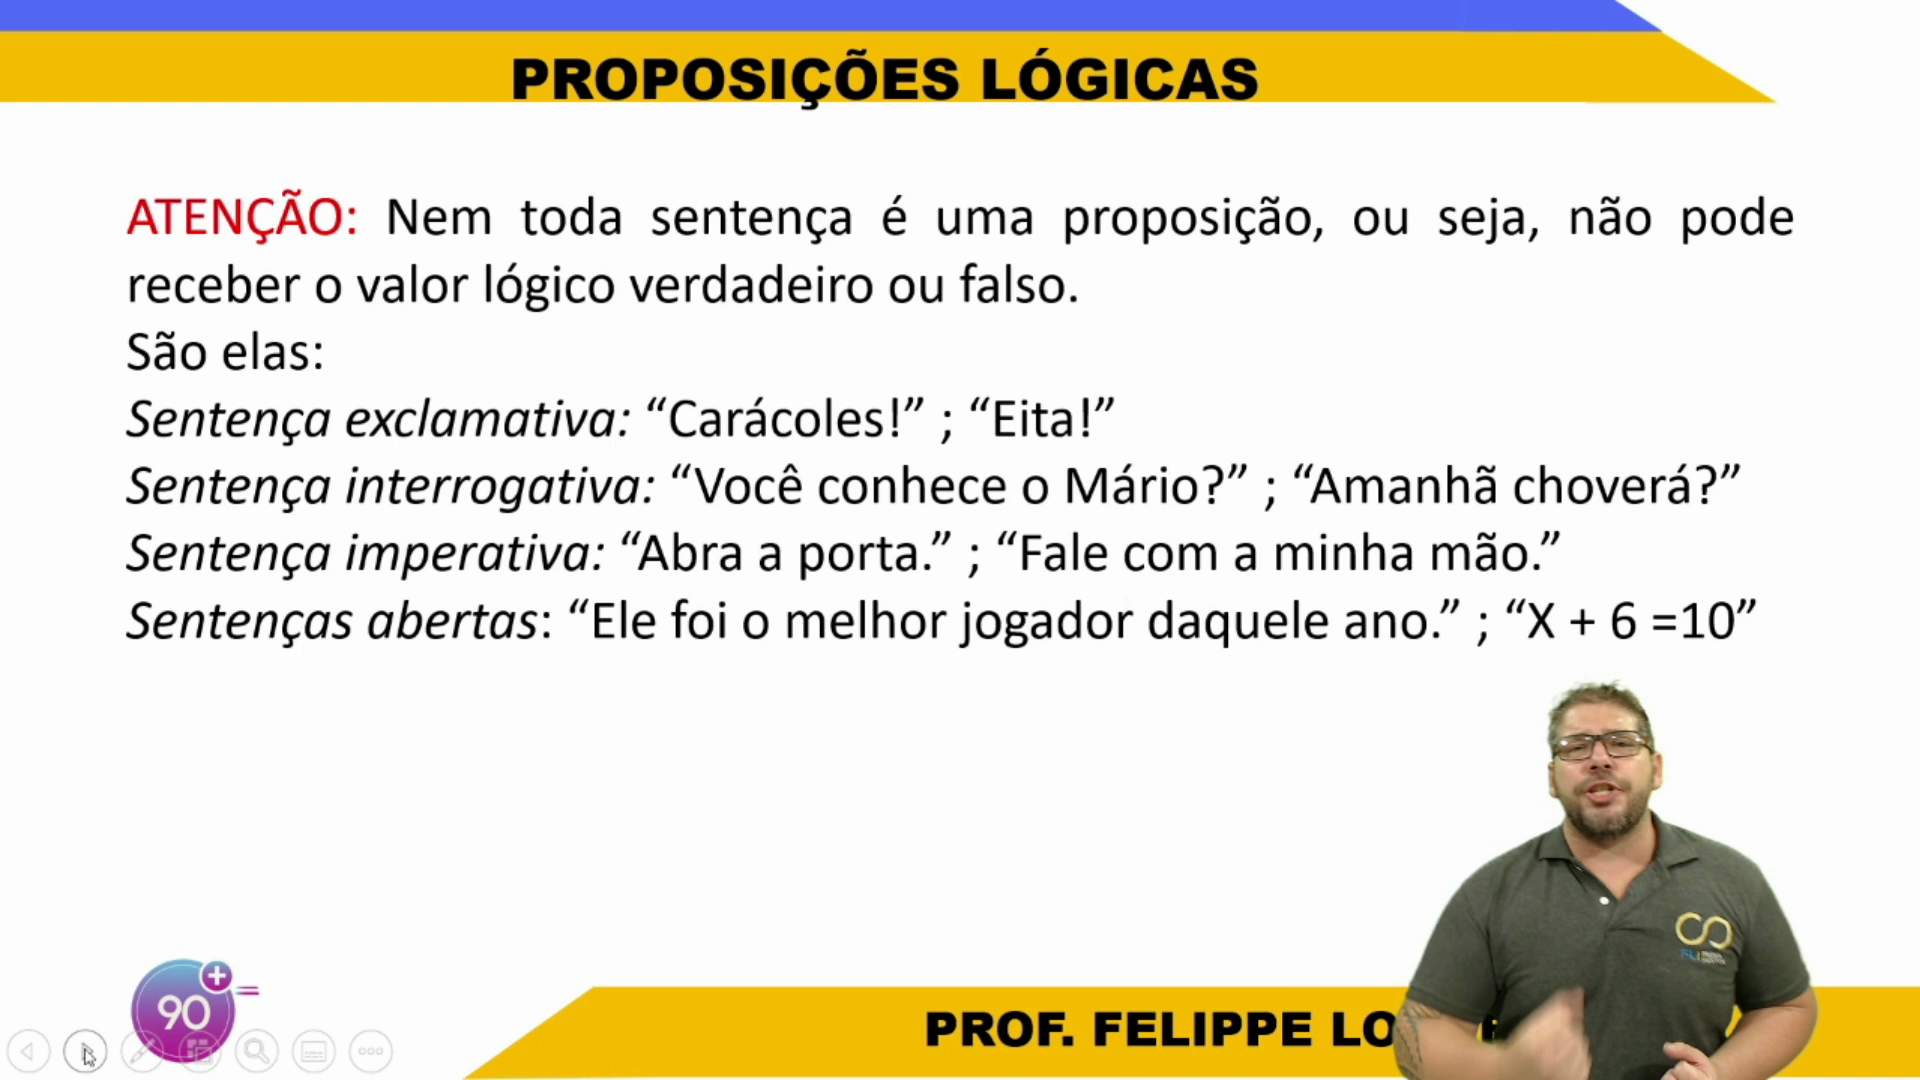 PROPOSIÇÕES LÓGICAS
ATENÇÃO: Nem toda sentença é uma proposição, ou seja, não pode
receber o valor lógico verdadeiro ou falso.
São elas:
Sentença exclamativa: “Carácoles!” ; “Eita!”
Sentença interrogativa: “Você conhece o Mário?” ; “Amanhã choverá?”
Sentença imperativa: “Abra a porta.” ; “Fale com a minha mão.”
Sentenças abertas: “Ele foi o melhor jogador daquele ano.” ; “X + 6 =10”
90
PROF. FELIPPE